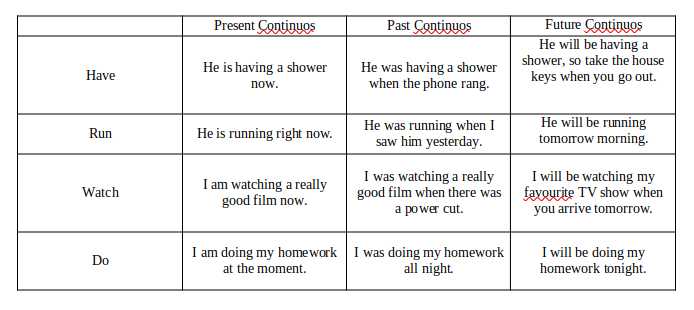 Present Continuos Past Continuos Future Continuos
Have
He is having a shower
now.
He was having a shower
when the phone rang.
He will be having a
shower, so take the house
keys when you go out.
Run
He is running right now.
He was running when I
saw him yesterday.
He will be running
tomorrow morning.
Watch
I am watching a really
good film now.
I was watching a really
good film when there was
a power cut.
I will be watching my
favourite TV show when
you arrive tomorrow.
Do
I am doing my homework
at the moment.
I was doing my homework
all night.
I will be doing my
homework tonight.